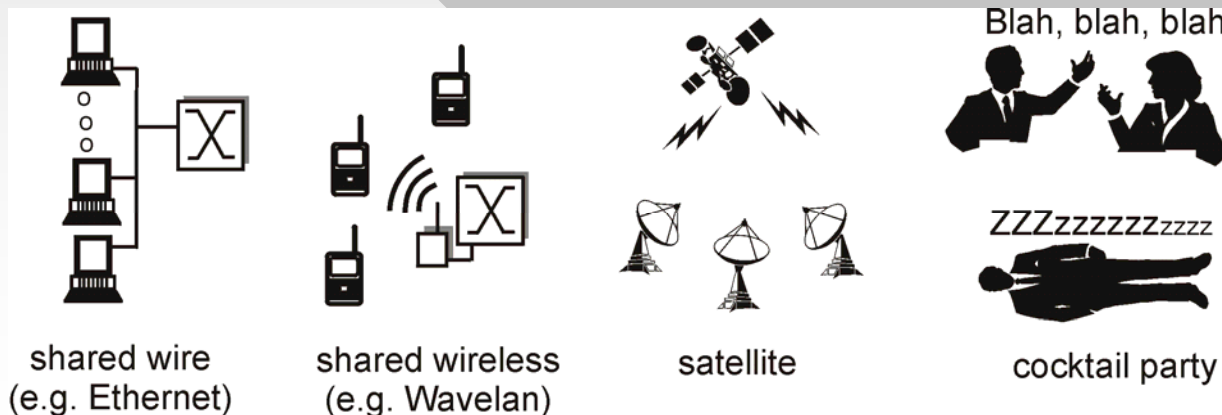 Blah, blah, blah
o
o
o
ZZZzzzzzzzzzz
shared wire
(e.g. Ethernet)
shared wireless
(e.g. Wavelan)
satellite
cocktail party